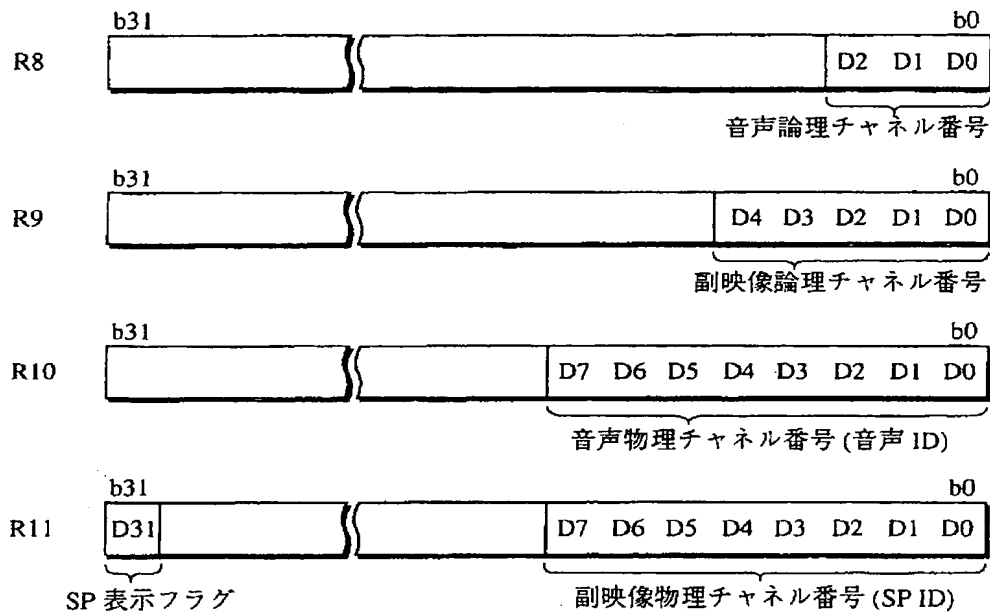 b31 b0
R8 D2 D1 D0
音声論理チャネル番号
b31 b0
R9 D4 D3 D2 D1 D0
副映像論理チャネル番号
b31 b0
R10 D7 D6 D5 D4 D3 D2 D1 D0
音声物理チャネル番号 (音声 ID)
b31 b0
R11 D31 D7 D6 D5 D4 D3 D2 D1 D0
SP 表示フラグ 副映像物理チャネル番号 (SP ID)